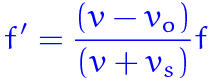 f′ = (v − vₒ) / (v + vₛ) f